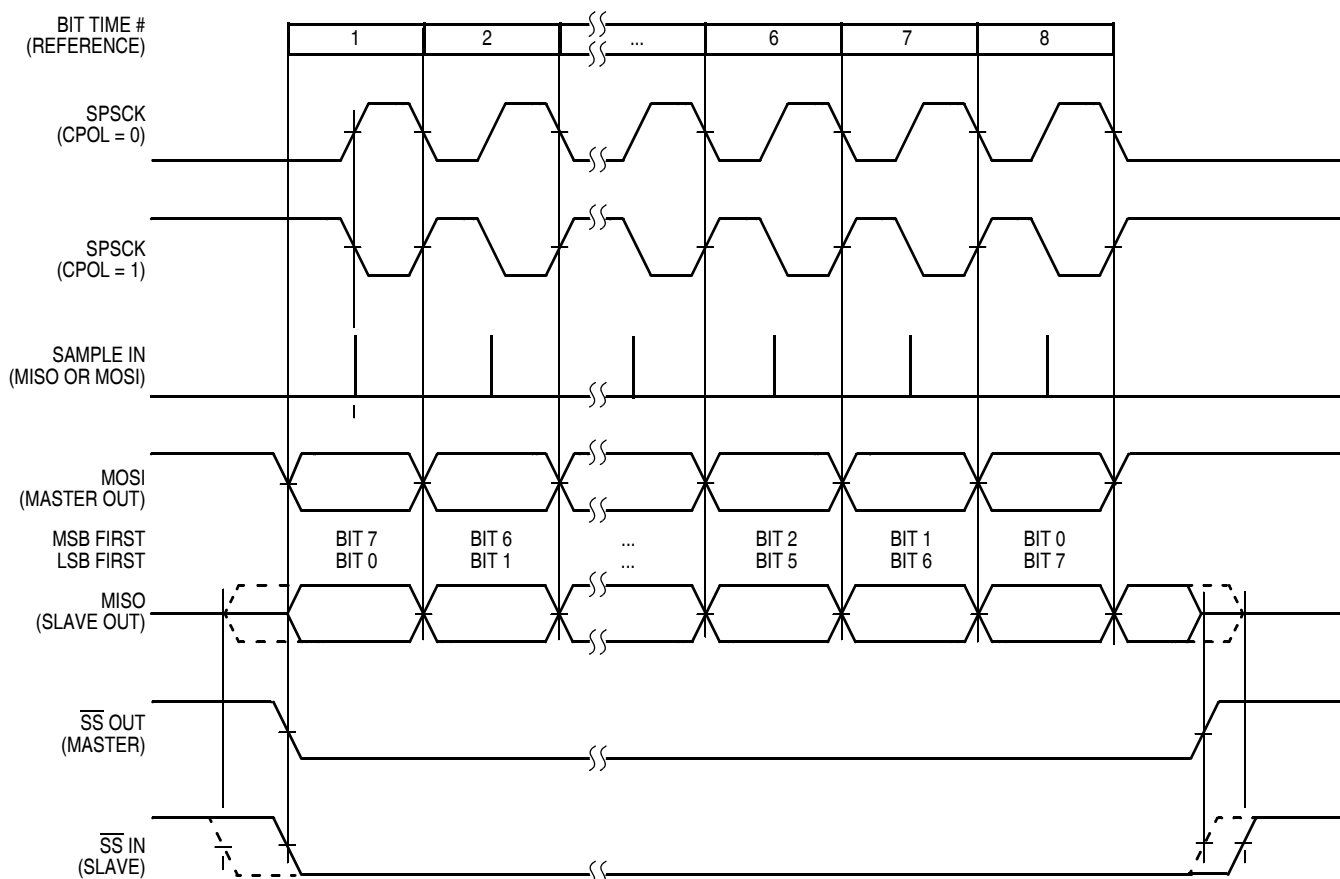 BIT TIME #
(REFERENCE)
1 2 ... 6 7 8
SPSCK
(CPOL = 0)
SPSCK
(CPOL = 1)
SAMPLE IN
(MISO OR MOSI)
MOSI
(MASTER OUT)
MSB FIRST BIT 7 BIT 6 ... BIT 2 BIT 1 BIT 0
LSB FIRST BIT 0 BIT 1 ... BIT 5 BIT 6 BIT 7
MISO
(SLAVE OUT)
S̅S̅ OUT
(MASTER)
S̅S̅ IN
(SLAVE)